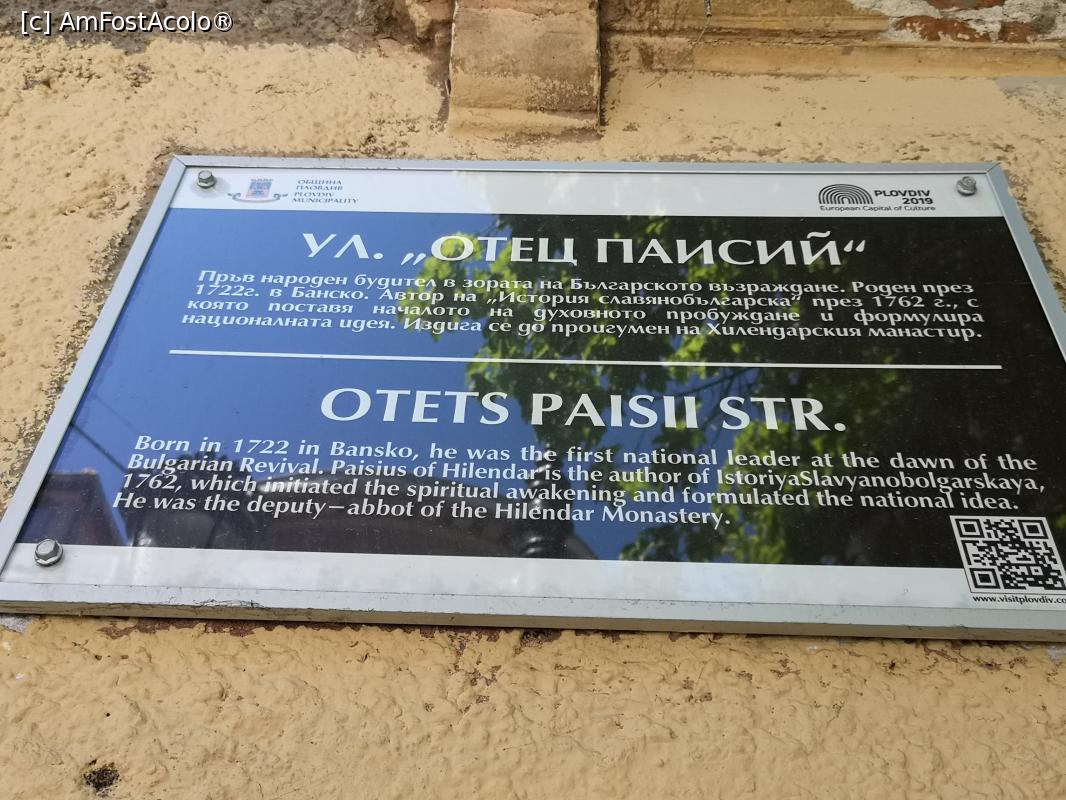 [c] AmFostAcolo®
ОБЩИНА
ПЛОВДИВ
PLOVDIV
MUNICIPALITY
PLOVDIV
2019
European Capital of Culture
УЛ. „ОТЕЦ ПАИСИЙ“
Пръв народен будител в зората на Българското възраждане. Роден през
1722г. в Банско. Автор на „История славянобългарска“ през 1762 г., с
която поставя началото на духовното пробуждане и формулира
националната идея. Издига се до проигумен на Хилендарския манастир.
OTETS PAISII STR.
Born in 1722 in Bansko, he was the first national leader at the dawn of the
Bulgarian Revival. Paisius of Hilendar is the author of IstoriyaSlavyanobolgarskaya,
1762, which initiated the spiritual awakening and formulated the national idea.
He was the deputy—abbot of the Hilendar Monastery.
www.visitplovdiv.co